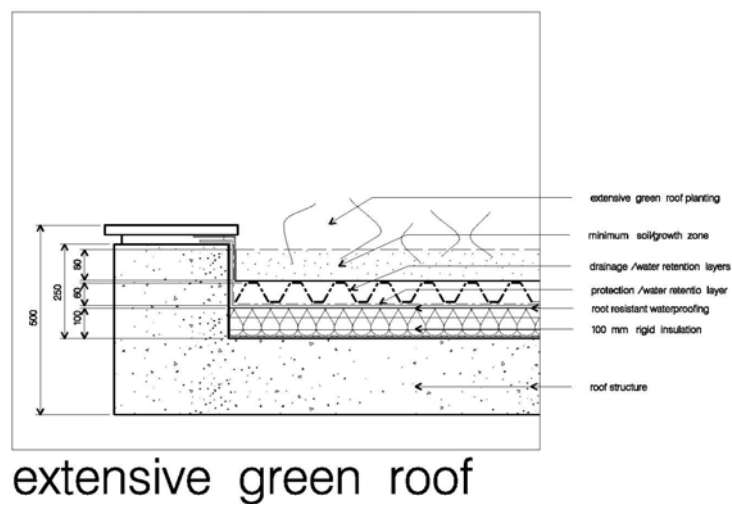 extensive green roof planting
minimum soil/growth zone
drainage /water retention layers
protection /water retentio layer
root resistant waterproofing
100 mm rigid insulation
roof structure
80
60
100
250
500
extensive green roof